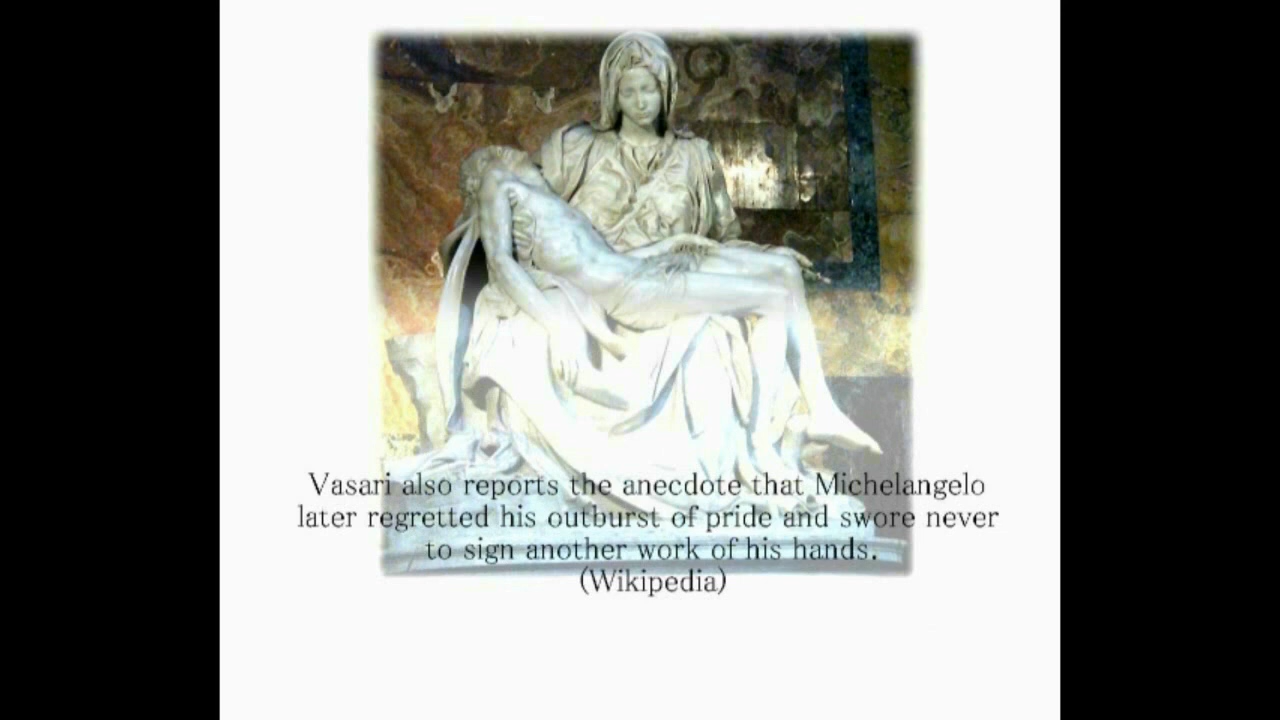 Vasari also reports the anecdote that Michelangelo
later regretted his outburst of pride and swore never
to sign another work of his hands.
(Wikipedia)